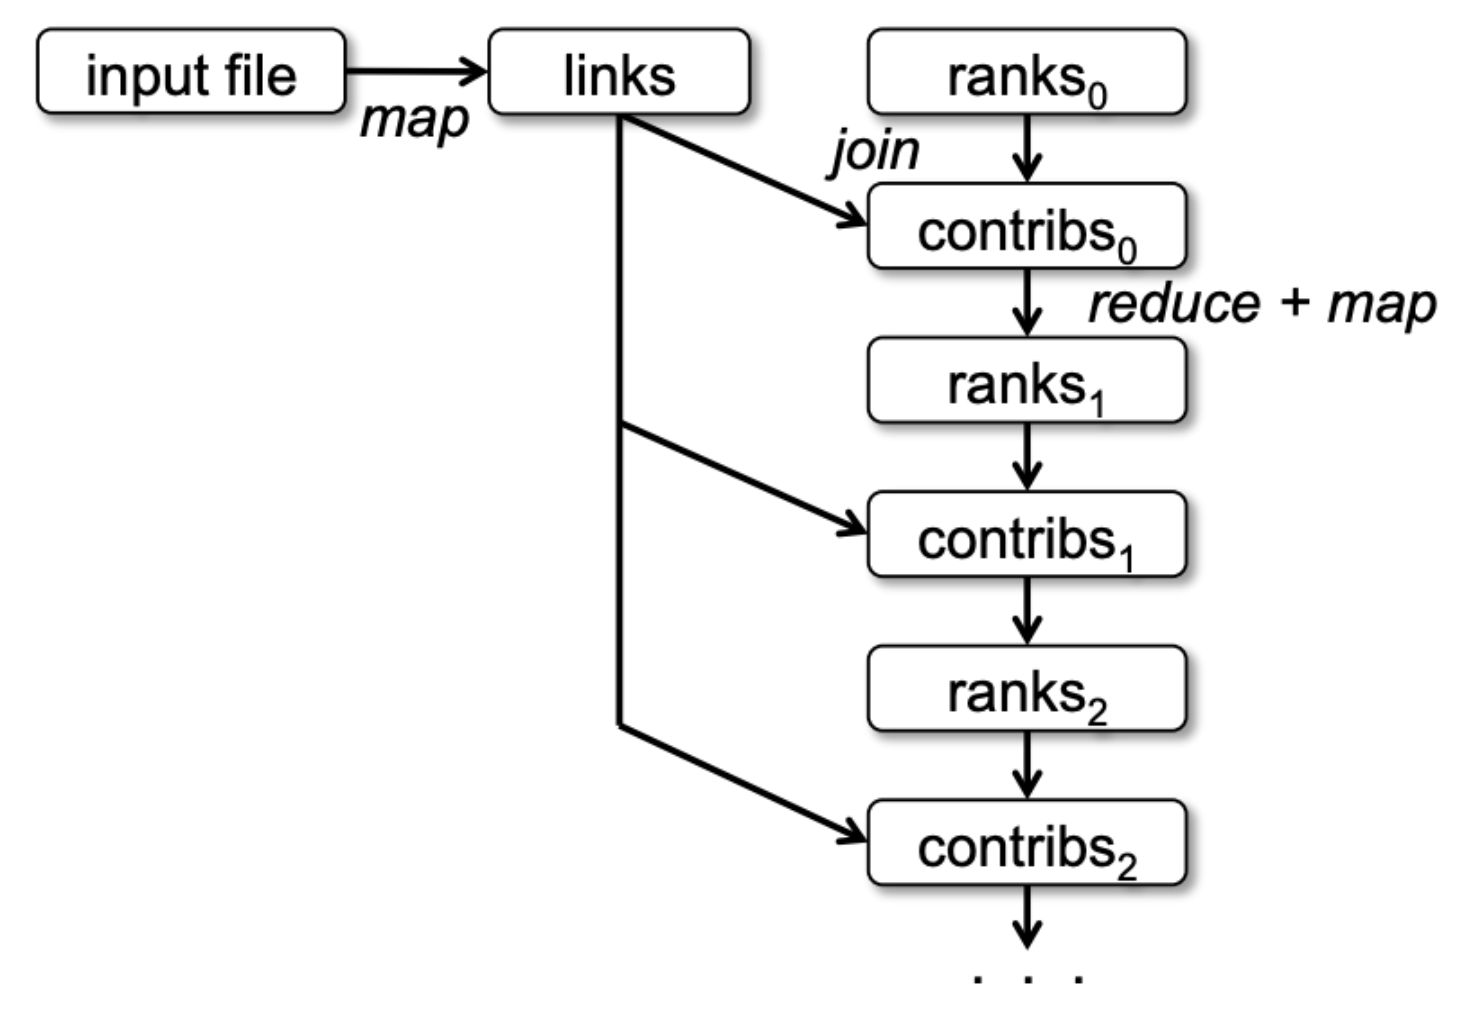 input file
map
links
ranks₀
join
contribs₀
reduce + map
ranks₁
contribs₁
ranks₂
contribs₂
. . .